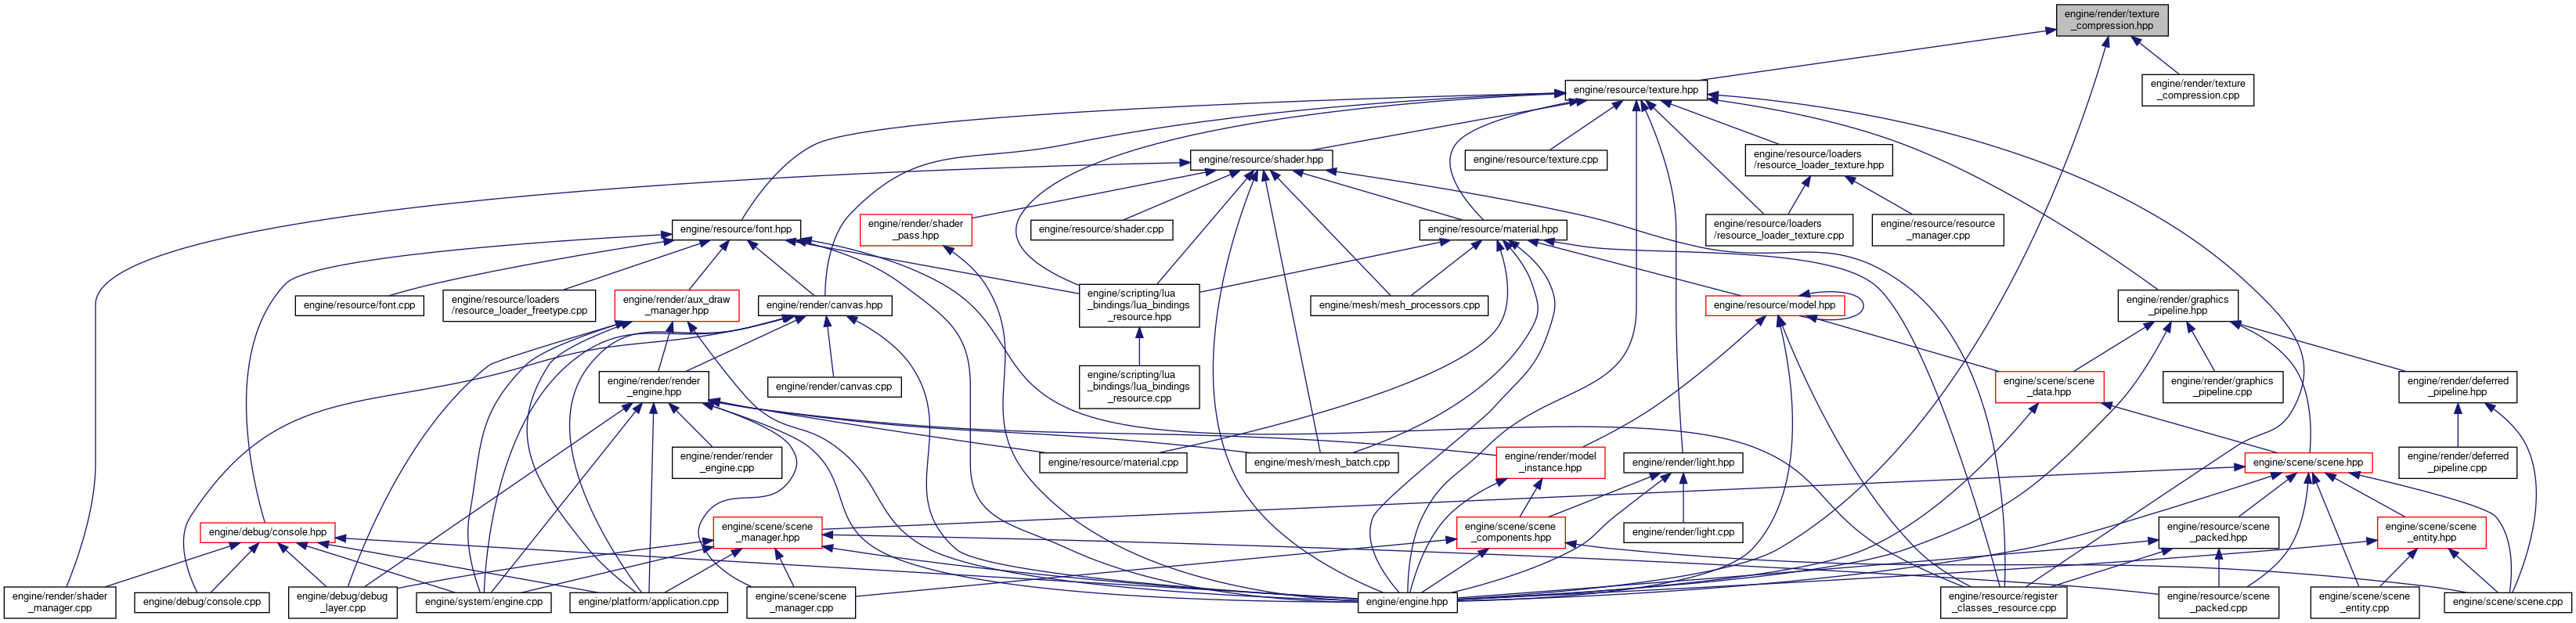 engine/render/texture
_compression.hpp
engine/resource/texture.hpp
engine/render/texture
_compression.cpp
engine/resource/shader.hpp
engine/resource/texture.cpp
engine/resource/loaders
/resource_loader_texture.hpp
engine/resource/font.hpp
engine/render/shader
_pass.hpp
engine/resource/shader.cpp
engine/resource/material.hpp
engine/resource/loaders
/resource_loader_texture.cpp
engine/resource/resource
_manager.cpp
engine/resource/font.cpp
engine/resource/loaders
/resource_loader_freetype.cpp
engine/render/aux_draw
_manager.hpp
engine/render/canvas.hpp
engine/scripting/lua
_bindings/lua_bindings
_resource.hpp
engine/mesh/mesh_processors.cpp
engine/resource/model.hpp
engine/render/graphics
_pipeline.hpp
engine/render/render
_engine.hpp
engine/render/canvas.cpp
engine/scripting/lua
_bindings/lua_bindings
_resource.cpp
engine/scene/scene
_data.hpp
engine/render/graphics
_pipeline.cpp
engine/render/deferred
_pipeline.hpp
engine/render/render
_engine.cpp
engine/resource/material.cpp
engine/mesh/mesh_batch.cpp
engine/render/model
_instance.hpp
engine/render/light.hpp
engine/scene/scene.hpp
engine/render/deferred
_pipeline.cpp
engine/debug/console.hpp
engine/scene/scene
_manager.hpp
engine/scene/scene
_components.hpp
engine/render/light.cpp
engine/resource/scene
_packed.hpp
engine/scene/scene
_entity.hpp
engine/render/shader
_manager.cpp
engine/debug/console.cpp
engine/debug/debug
_layer.cpp
engine/system/engine.cpp
engine/platform/application.cpp
engine/scene/scene
_manager.cpp
engine/engine.hpp
engine/resource/register
_classes_resource.cpp
engine/resource/scene
_packed.cpp
engine/scene/scene
_entity.cpp
engine/scene/scene.cpp